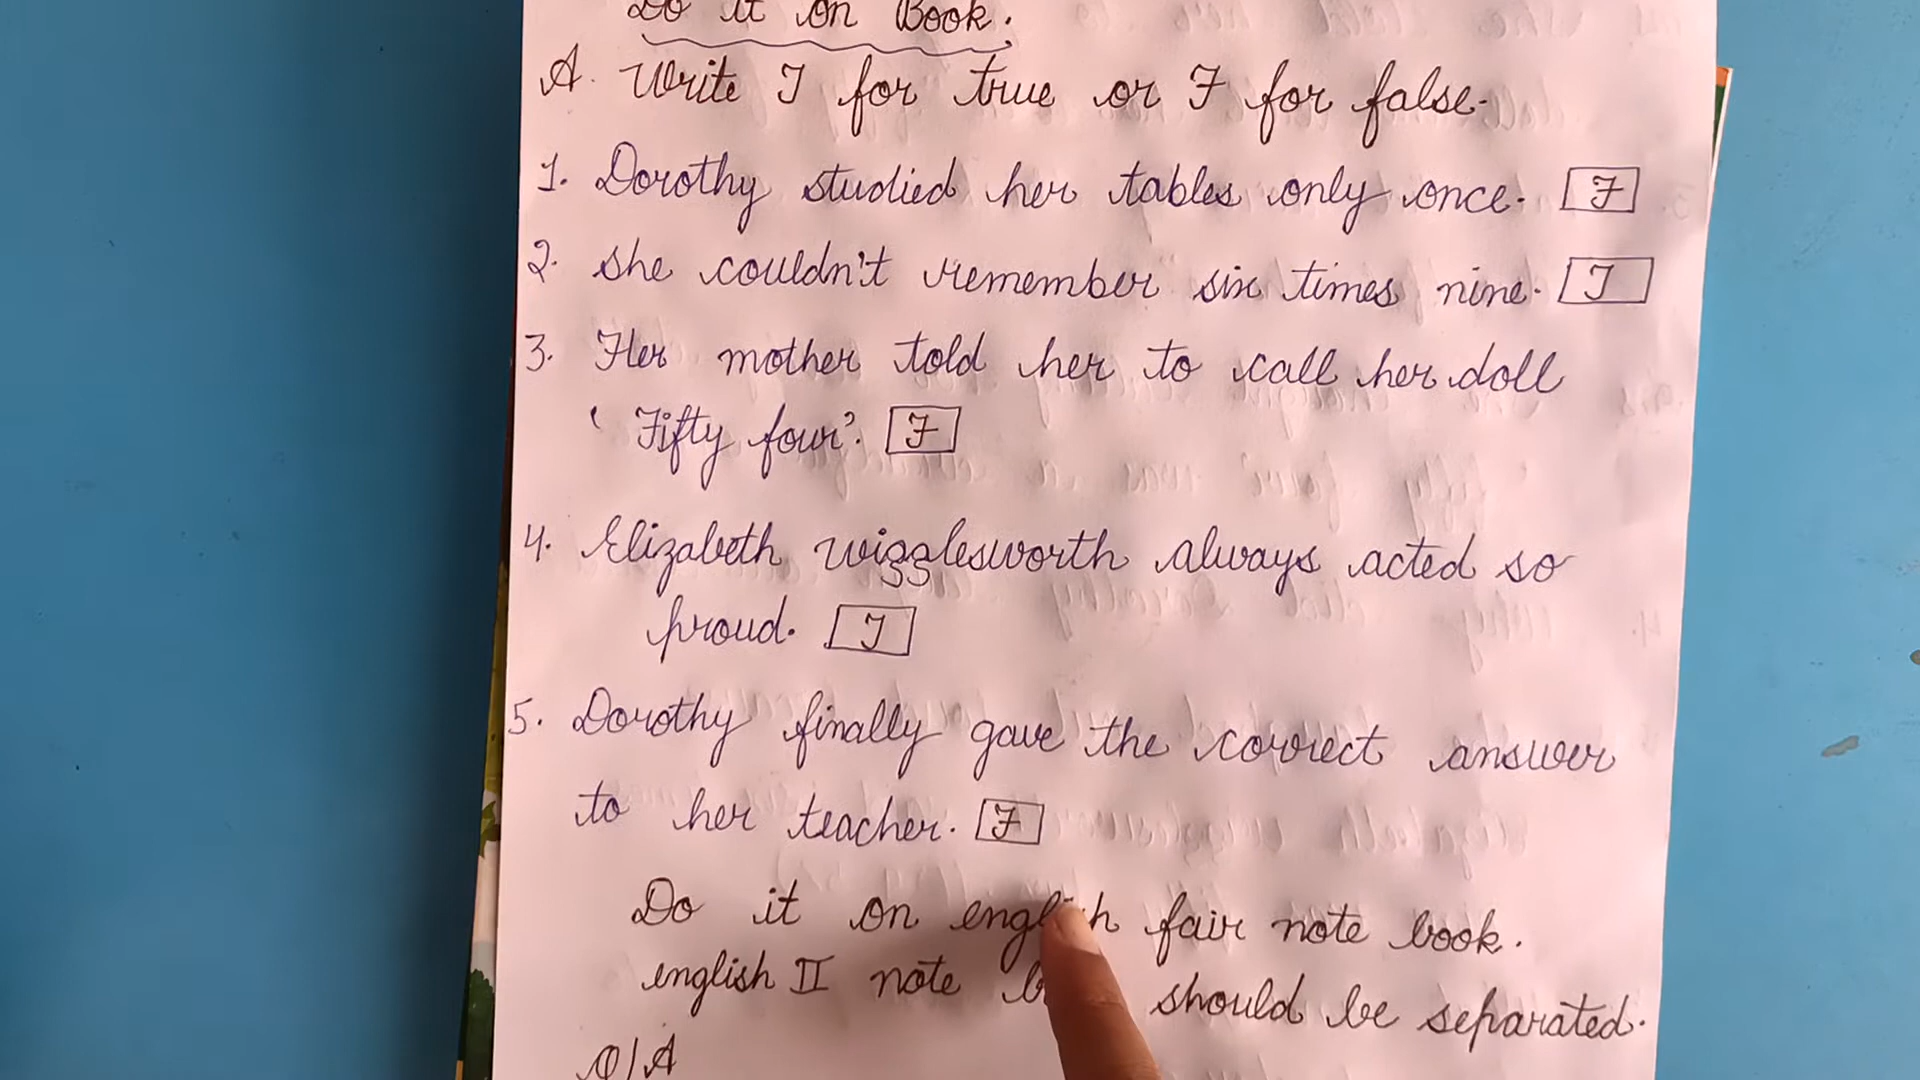 Do it on Book.
A. Write T for true or F for false.
1. Dorothy studied her tables only once. F
2. She couldn't remember six times nine. T
3. Her mother told her to call her doll
'Fifty four'. F
4. Elizabeth wigglesworth always acted so
proud. T
5. Dorothy finally gave the correct answer
to her teacher. F
Do it on english fair note book.
english II note should be separated.
Q/A